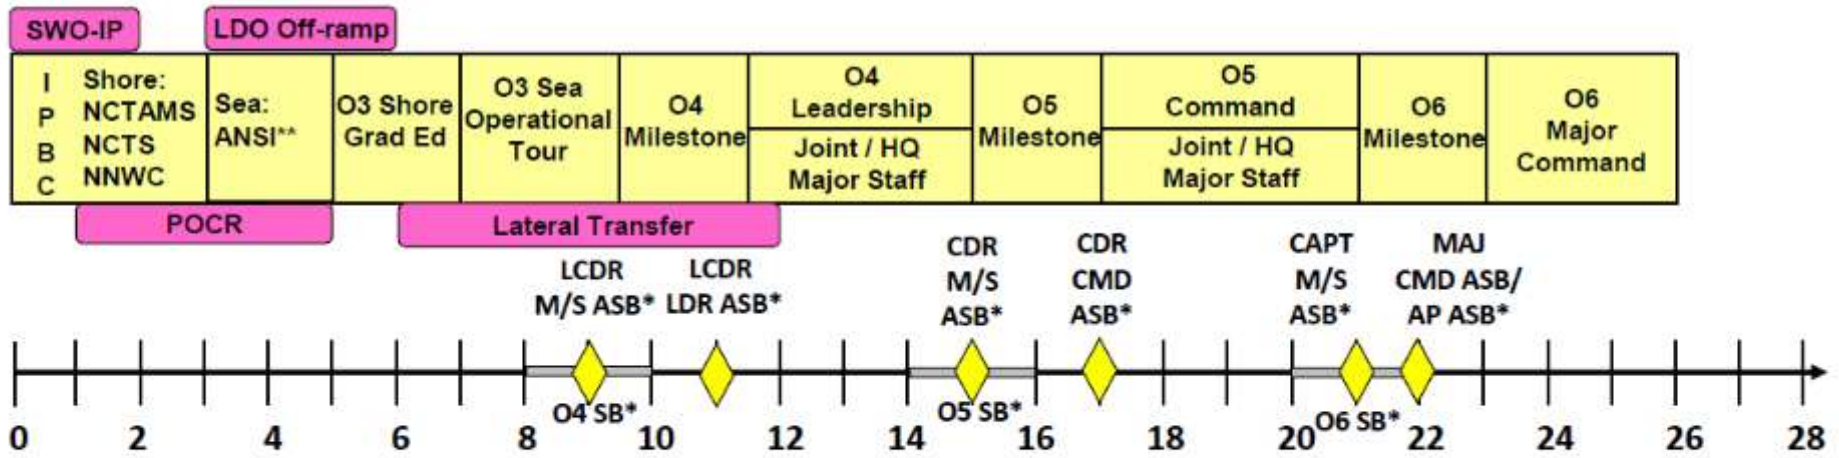 SWO-IP
LDO Off-ramp
I
P
B
C
Shore:
NCTAMS
NCTS
NNWC
Sea:
ANSI**
O3 Shore
Grad Ed
O3 Sea
Operational
Tour
O4
Milestone
O4
Leadership
Joint / HQ
Major Staff
O5
Milestone
O5
Command
Joint / HQ
Major Staff
O6
Milestone
O6
Major
Command
POCR
Lateral Transfer
LCDR
M/S ASB*
LCDR
LDR ASB*
CDR
M/S
ASB*
CDR
CMD
ASB*
CAPT
M/S
ASB*
MAJ
CMD ASB/
AP ASB*
O4 SB*
O5 SB*
O6 SB*
0 2 4 6 8 10 12 14 16 18 20 22 24 26 28